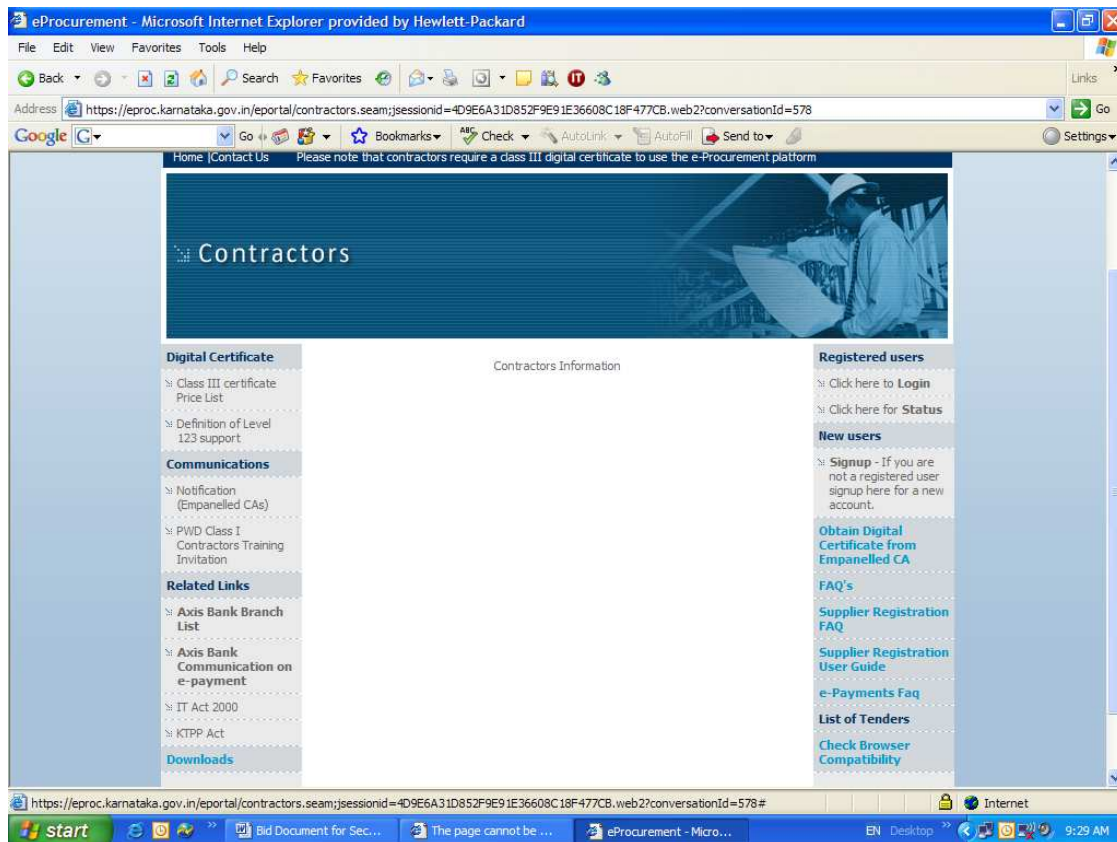 eProcurement - Microsoft Internet Explorer provided by Hewlett-Packard
File Edit View Favorites Tools Help
Back Search Favorites
Links
Address https://eproc.karnataka.gov.in/eportal/contractors.seam;jsessionid=4D9E6A31D852F9E91E36608C18F477CB.web2?conversationId=578 Go
Google G Go Bookmarks Check AutoLink AutoFill Send to Settings
Home |Contact Us Please note that contractors require a class III digital certificate to use the e-Procurement platform
Contractors
Digital Certificate
Class III certificate
Price List
Definition of Level
123 support
Communications
Notification
(Empanelled CAs)
PWD Class I
Contractors Training
Invitation
Related Links
Axis Bank Branch
List
Axis Bank
Communication on
e-payment
IT Act 2000
KTPP Act
Downloads
Contractors Information
Registered users
Click here to Login
Click here for Status
New users
Signup - If you are
not a registered user
signup here for a new
account.
Obtain Digital
Certificate from
Empanelled CA
FAQ's
Supplier Registration
FAQ
Supplier Registration
User Guide
e-Payments Faq
List of Tenders
Check Browser
Compatibility
https://eproc.karnataka.gov.in/eportal/contractors.seam;jsessionid=4D9E6A31D852F9E91E36608C18F477CB.web2?conversationId=578# Internet
start Bid Document for Sec... The page cannot be ... eProcurement - Micro... EN Desktop 9:29 AM